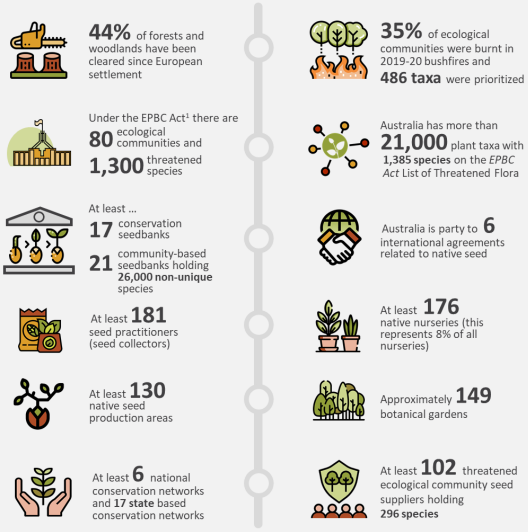 44% of forests and
woodlands have been
cleared since European
settlement
35% of ecological
communities were burnt in
2019-20 bushfires and
486 taxa were prioritized
Under the EPBC Act¹ there are
80 ecological
communities and
1,300 threatened
species
Australia has more than
21,000 plant taxa with
1,385 species on the EPBC
Act List of Threatened Flora
At least ...
17 conservation
seedbanks
21 community-based
seedbanks holding
26,000 non-unique
species
Australia is party to 6
international agreements
related to native seed
At least 181
seed practitioners
(seed collectors)
At least 176
native nurseries (this
represents 8% of all
nurseries)
At least 130
native seed
production areas
Approximately 149
botanical gardens
At least 6 national
conservation networks
and 17 state based
conservation networks
At least 102 threatened
ecological community seed
suppliers holding
296 species